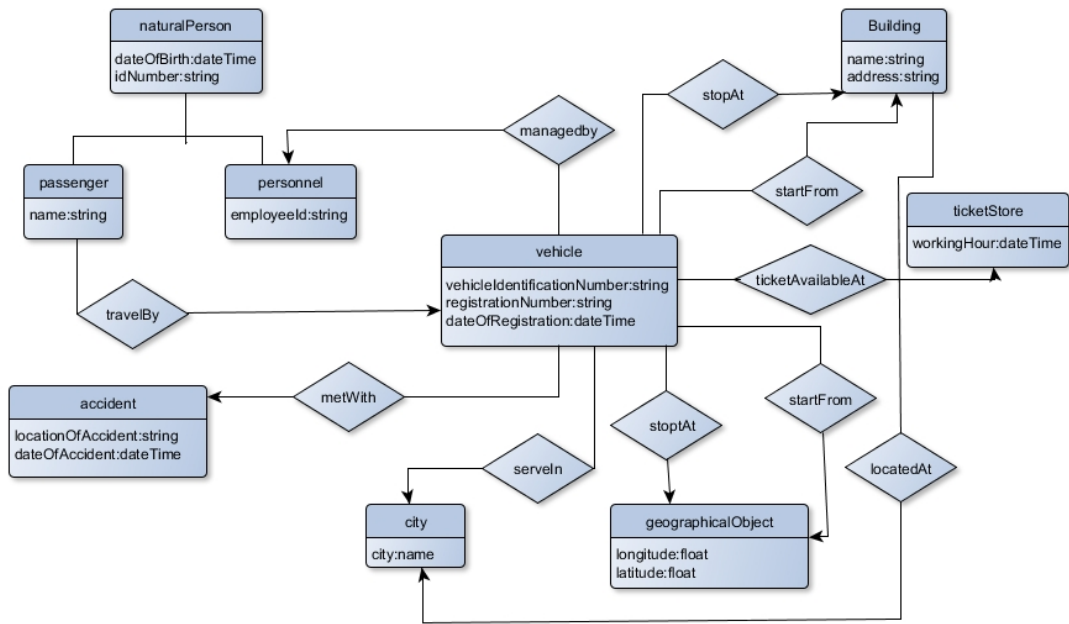 naturalPerson
dateOfBirth:dateTime
idNumber:string
Building
name:string
address:string
stopAt
managedby
passenger
name:string
personnel
employeeId:string
startFrom
ticketStore
workingHour:dateTime
vehicle
vehicleIdentificationNumber:string
registrationNumber:string
dateOfRegistration:dateTime
ticketAvailableAt
travelBy
accident
locationOfAccident:string
dateOfAccident:dateTime
metWith
startFrom
stoptAt
serveIn
locatedAt
city
city:name
geographicalObject
longitude:float
latitude:float